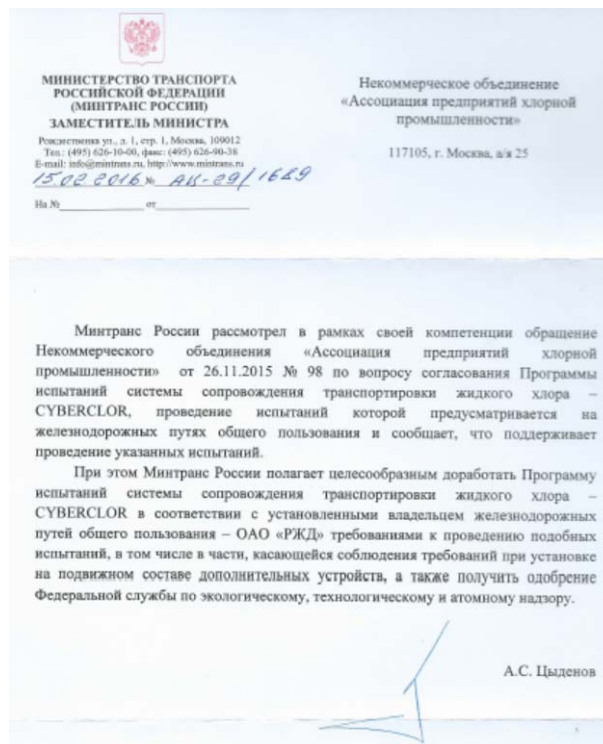 МИНИСТЕРСТВО ТРАНСПОРТА
РОССИЙСКОЙ ФЕДЕРАЦИИ
(МИНТРАНС РОССИИ)
ЗАМЕСТИТЕЛЬ МИНИСТРА
Рождественка ул., д. 1, стр. 1, Москва, 109012
Тел.: (495) 626-10-00, факс: (495) 626-90-38
E-mail: info@mintrans.ru, http://www.mintrans.ru
15.02.2016 № АЦ-29/1689
На № от
Некоммерческое объединение
«Ассоциация предприятий хлорной
промышленности»
117105, г. Москва, а/я 25
Минтранс России рассмотрел в рамках своей компетенции обращение
Некоммерческого объединения «Ассоциация предприятий хлорной
промышленности» от 26.11.2015 № 98 по вопросу согласования Программы
испытаний системы сопровождения транспортировки жидкого хлора –
CYBERCLOR, проведение испытаний которой предусматривается на
железнодорожных путях общего пользования и сообщает, что поддерживает
проведение указанных испытаний.
При этом Минтранс России полагает целесообразным доработать Программу
испытаний системы сопровождения транспортировки жидкого хлора –
CYBERCLOR в соответствии с установленными владельцем железнодорожных
путей общего пользования – ОАО «РЖД» требованиями к проведению подобных
испытаний, в том числе в части, касающейся соблюдения требований при установке
на подвижном составе дополнительных устройств, а также получить одобрение
Федеральной службы по экологическому, технологическому и атомному надзору.
А.С. Цыденов